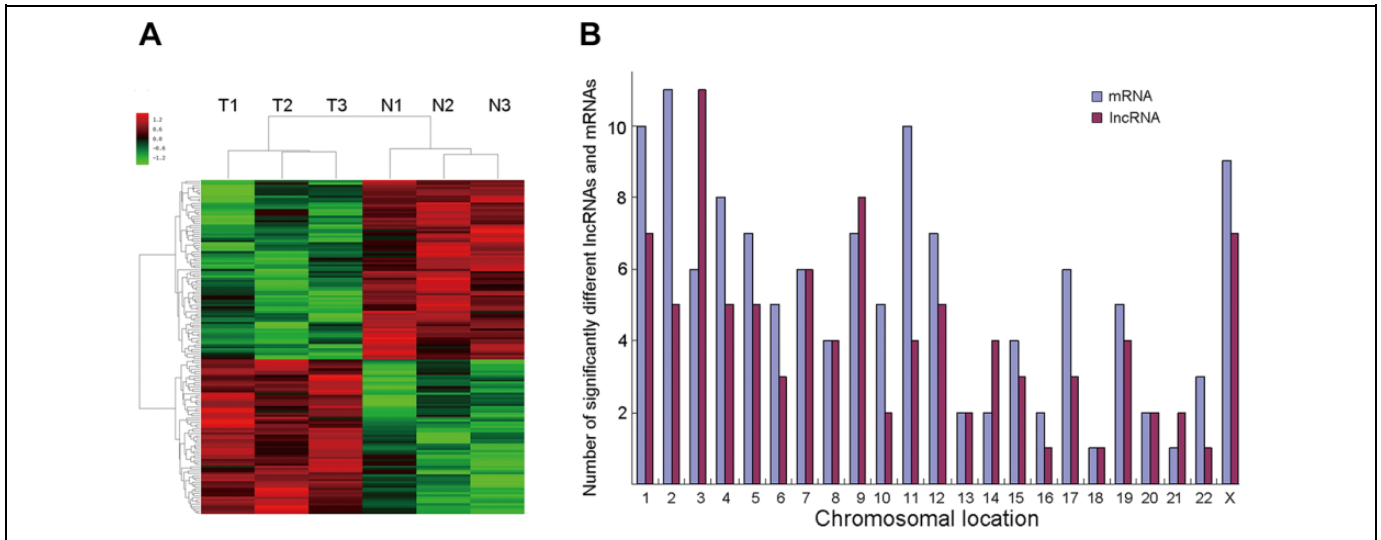 A
T1 T2 T3 N1 N2 N3
1.2
0.6
0.0
-0.6
-1.2
B
Number of significantly different lncRNAs and mRNAs
mRNA
lncRNA
10
8
6
4
2
1 2 3 4 5 6 7 8 9 10 11 12 13 14 15 16 17 18 19 20 21 22 X
Chromosomal location